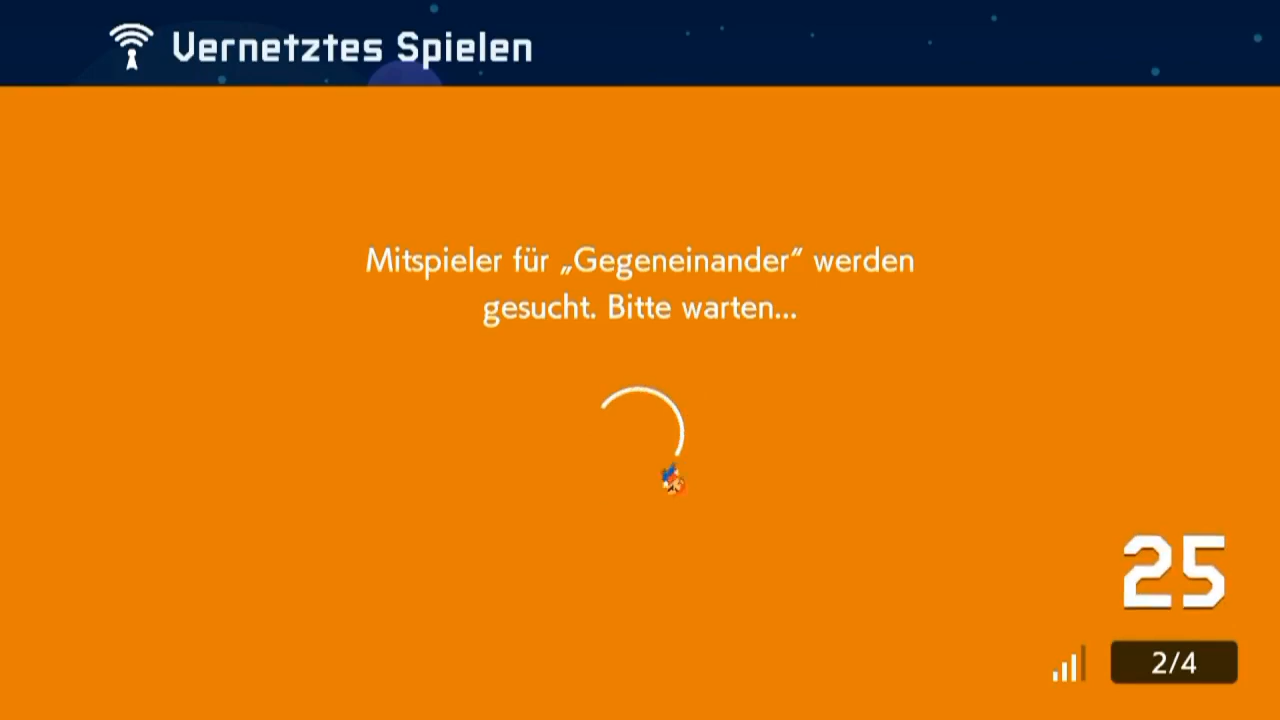 Vernetztes Spielen
Mitspieler für „Gegeneinander“ werden
gesucht. Bitte warten...
25
2/4